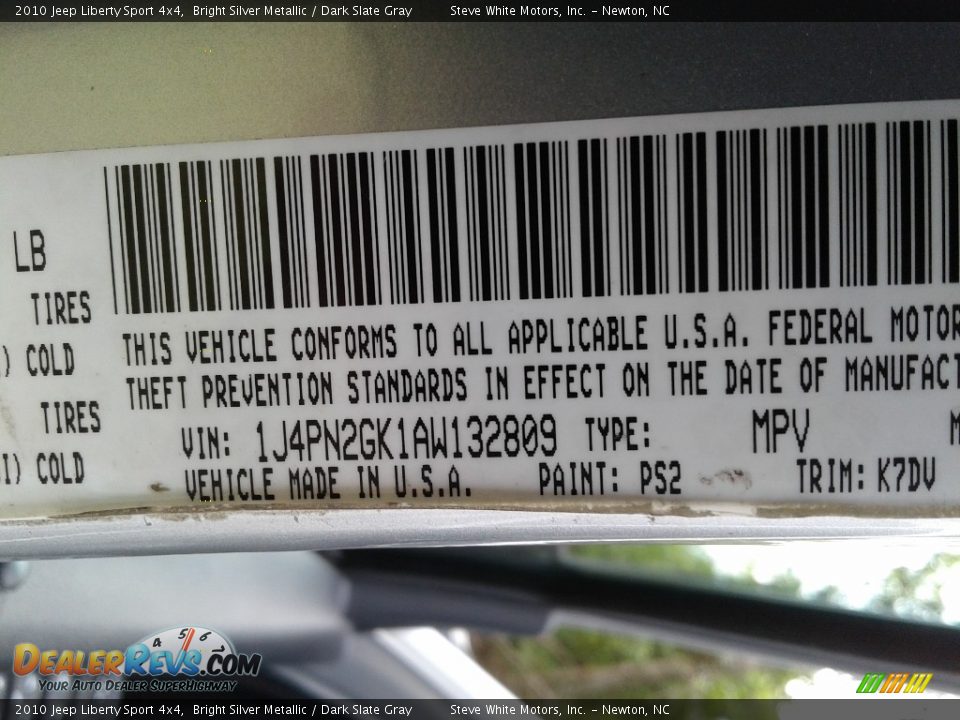 2010 Jeep Liberty Sport 4x4, Bright Silver Metallic / Dark Slate Gray Steve White Motors, Inc. – Newton, NC
LB
TIRES
) COLD
TIRES
I) COLD
THIS VEHICLE CONFORMS TO ALL APPLICABLE U.S.A. FEDERAL MOTOR
THEFT PREVENTION STANDARDS IN EFFECT ON THE DATE OF MANUFACT
VIN: 1J4PN2GK1AW132809 TYPE: MPV M
VEHICLE MADE IN U.S.A. PAINT: PS2 TRIM: K7DV
4 5 6
DEALERREVS.COM
YOUR AUTO DEALER SUPERHIGHWAY
2010 Jeep Liberty Sport 4x4, Bright Silver Metallic / Dark Slate Gray Steve White Motors, Inc. – Newton, NC